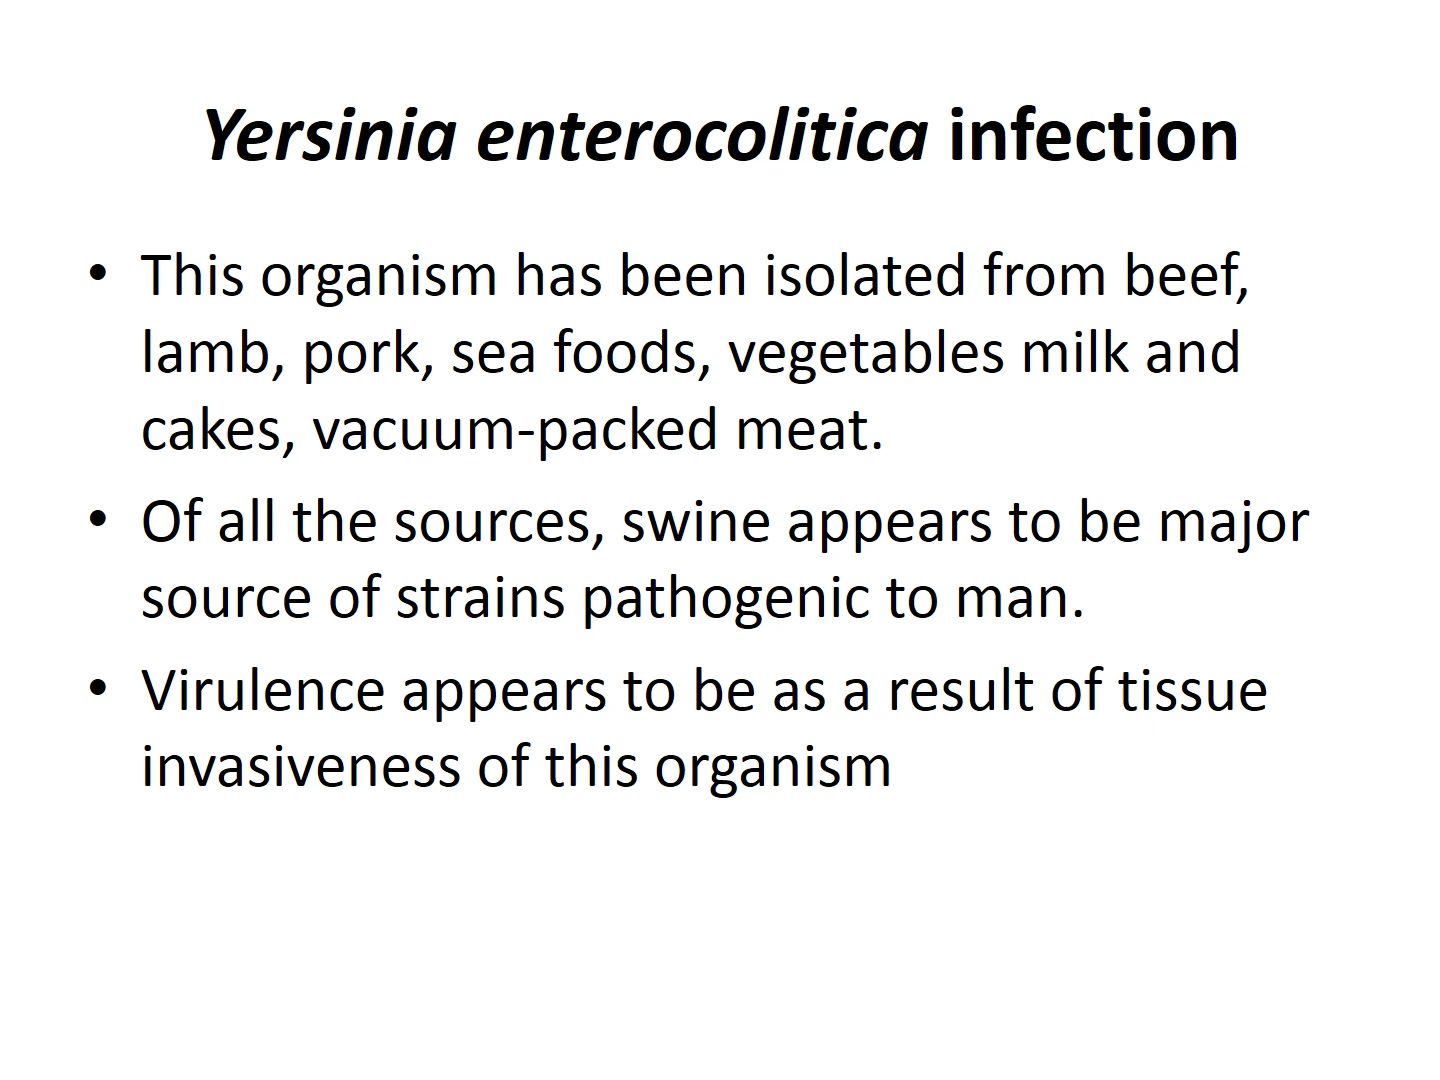 Yersinia enterocolitica infection
• This organism has been isolated from beef,
lamb, pork, sea foods, vegetables milk and
cakes, vacuum-packed meat.
• Of all the sources, swine appears to be major
source of strains pathogenic to man.
• Virulence appears to be as a result of tissue
invasiveness of this organism